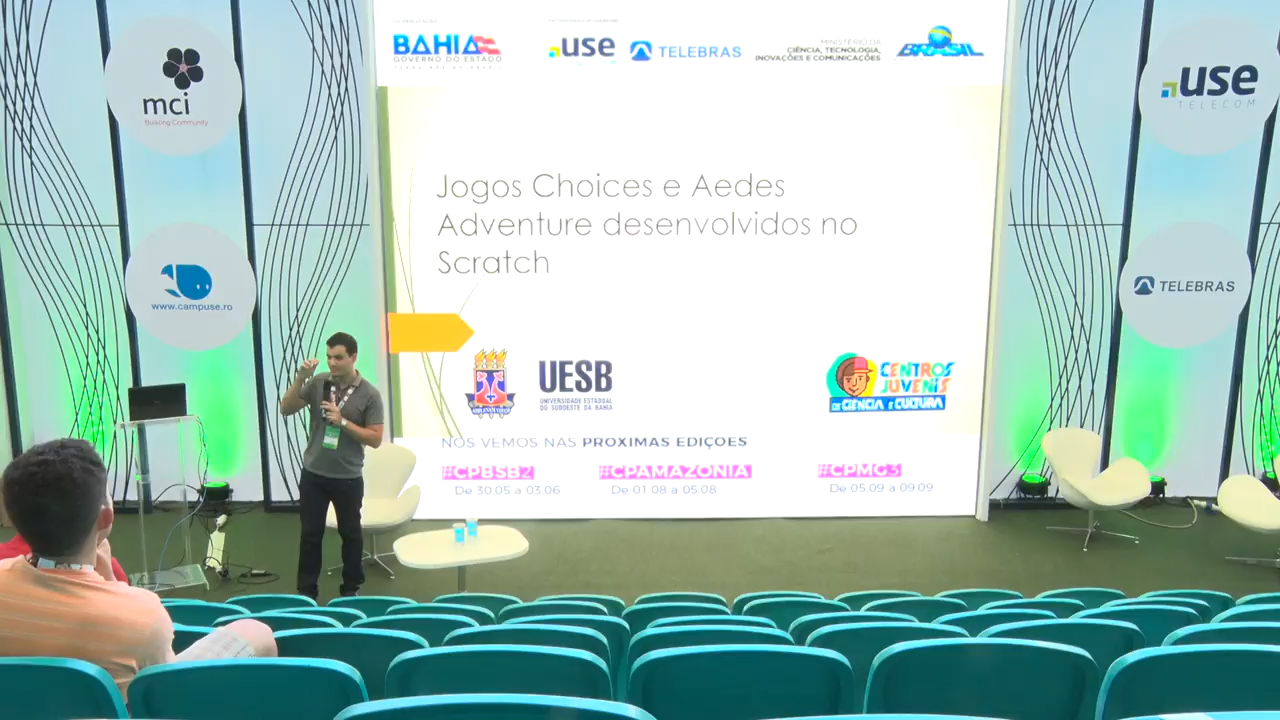 mci
Building Community
www.campuse.ro
BAHIA
GOVERNO DO ESTADO
use
TELEBRAS
MINISTÉRIO DA
CIÊNCIA, TECNOLOGIA,
INOVAÇÕES E COMUNICAÇÕES
BRASIL
Jogos Choices e Aedes
Adventure desenvolvidos no
Scratch
UESB
UNIVERSIDADE ESTADUAL
DO SUDOESTE DA BAHIA
CENTROS
JUVENIS
DE CIÊNCIA E CULTURA
NOS VEMOS NAS PROXIMAS EDIÇOES
#CPBSB2
De 30.05 a 03.06
#CPAMAZONIA
De 01.08 a 05.08
#CPMG3
De 05.09 a 09.09
use
TELECOM
TELEBRAS